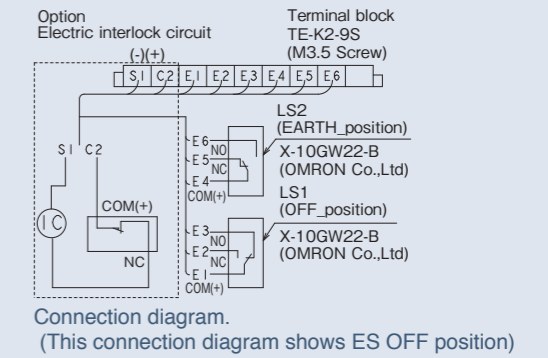 Option
Electric interlock circuit
(-)(+)
Terminal block
TE-K2-9S
(M3.5 Screw)
S1 C2 E1 E2 E3 E4 E5 E6
LS2
(EARTH_position)
X-10GW22-B
(OMRON Co.,Ltd)
E6
NO
E5
NC
E4
COM(+)
S1 C2
COM(+)
IC
NC
LS1
(OFF_position)
X-10GW22-B
(OMRON Co.,Ltd)
E3
NO
E2
NC
E1
COM(+)
Connection diagram.
(This connection diagram shows ES OFF position)